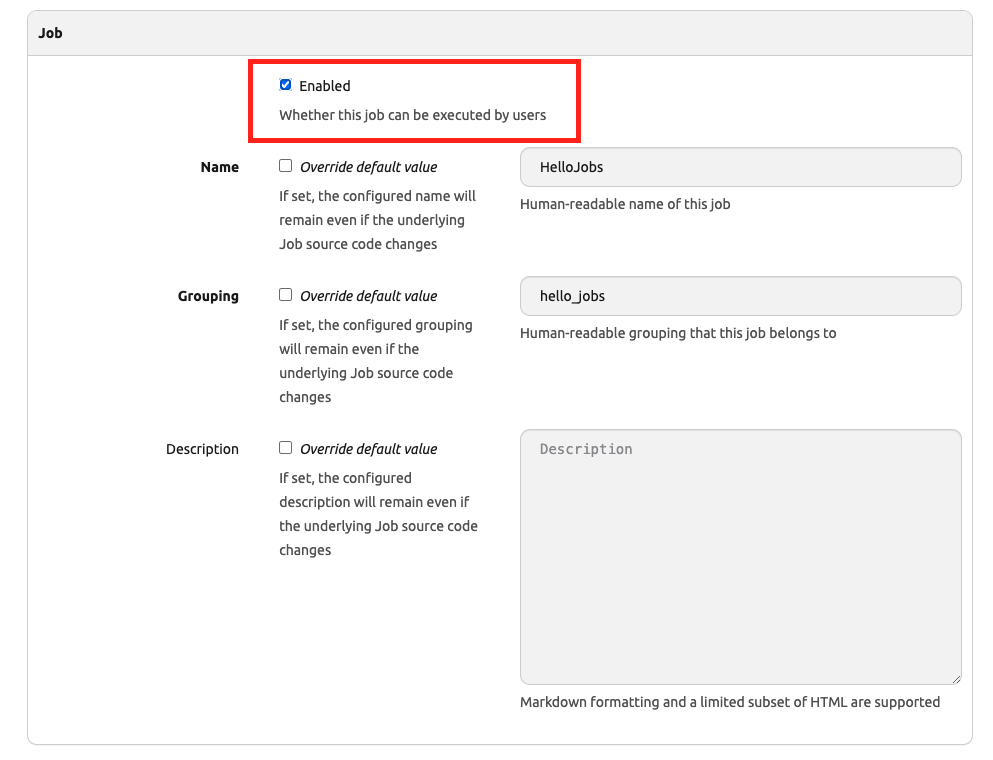 Job
Enabled
Whether this job can be executed by users
Name
Override default value
HelloJobs
If set, the configured name will
remain even if the underlying
Job source code changes
Human-readable name of this job
Grouping
Override default value
hello_jobs
If set, the configured grouping
will remain even if the
underlying Job source code
changes
Human-readable grouping that this job belongs to
Description
Override default value
Description
If set, the configured
description will remain even if
the underlying Job source code
changes
Markdown formatting and a limited subset of HTML are supported